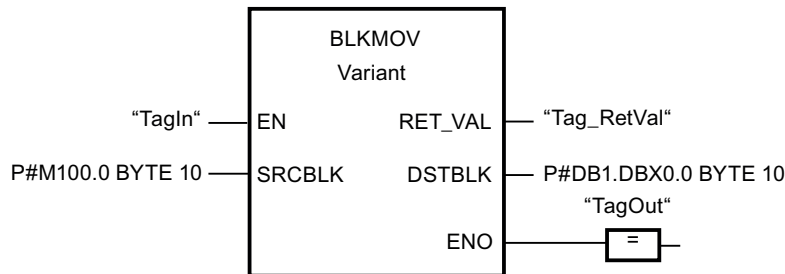 BLKMOV
Variant
“TagIn“ EN RET_VAL “Tag_RetVal“
P#M100.0 BYTE 10 SRCBLK DSTBLK P#DB1.DBX0.0 BYTE 10
“TagOut“
ENO =